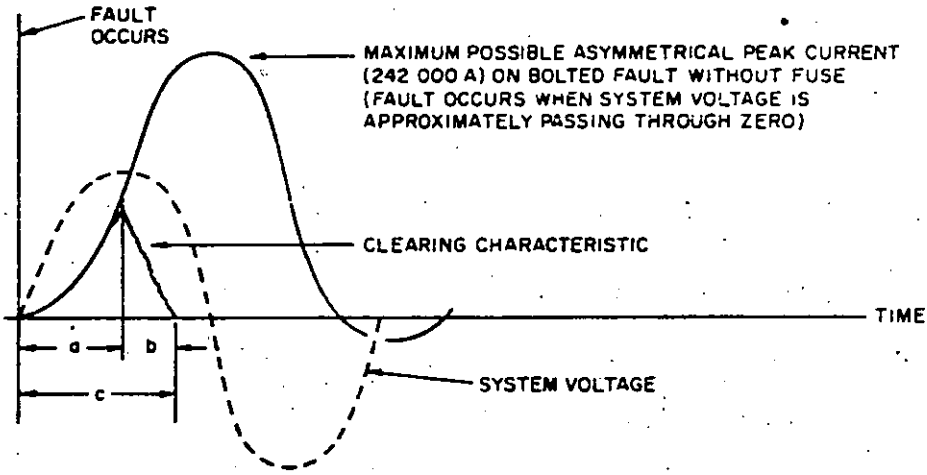 FAULT
OCCURS
MAXIMUM POSSIBLE ASYMMETRICAL PEAK CURRENT
(242 000 A) ON BOLTED FAULT WITHOUT FUSE
(FAULT OCCURS WHEN SYSTEM VOLTAGE IS
APPROXIMATELY PASSING THROUGH ZERO)
CLEARING CHARACTERISTIC
TIME
a
b
c
SYSTEM VOLTAGE